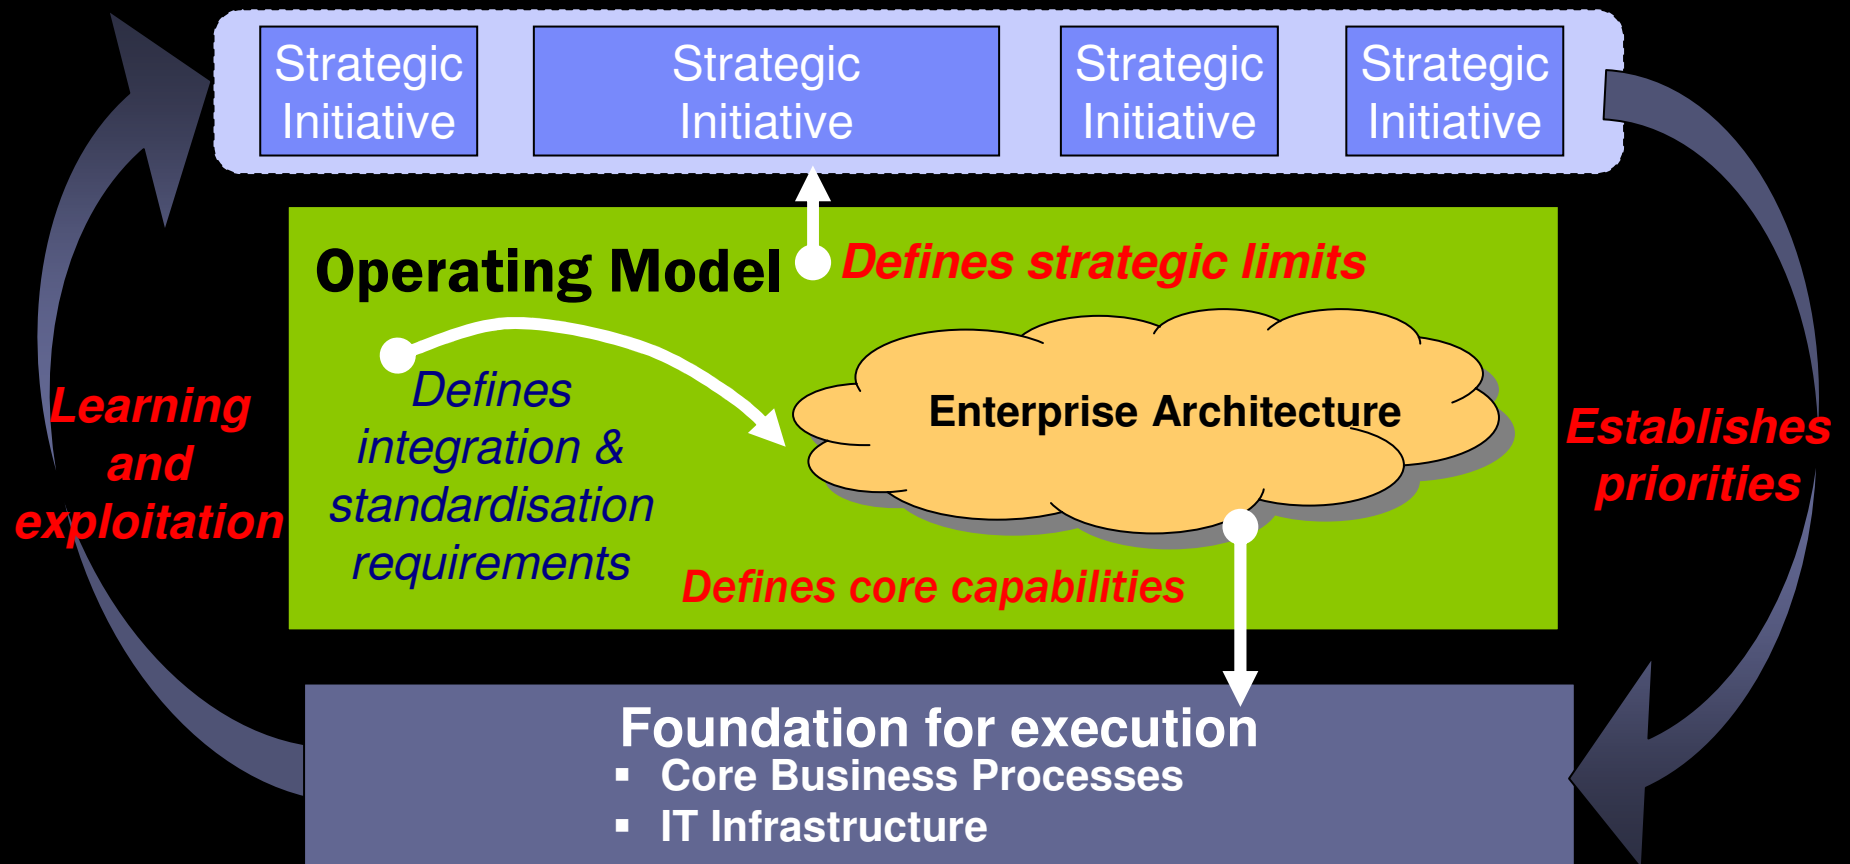 Strategic
Initiative
Strategic
Initiative
Strategic
Initiative
Strategic
Initiative
Operating Model
Defines strategic limits
Defines
integration &
standardisation
requirements
Enterprise Architecture
Defines core capabilities
Learning
and
exploitation
Establishes
priorities
Foundation for execution
▪ Core Business Processes
▪ IT Infrastructure